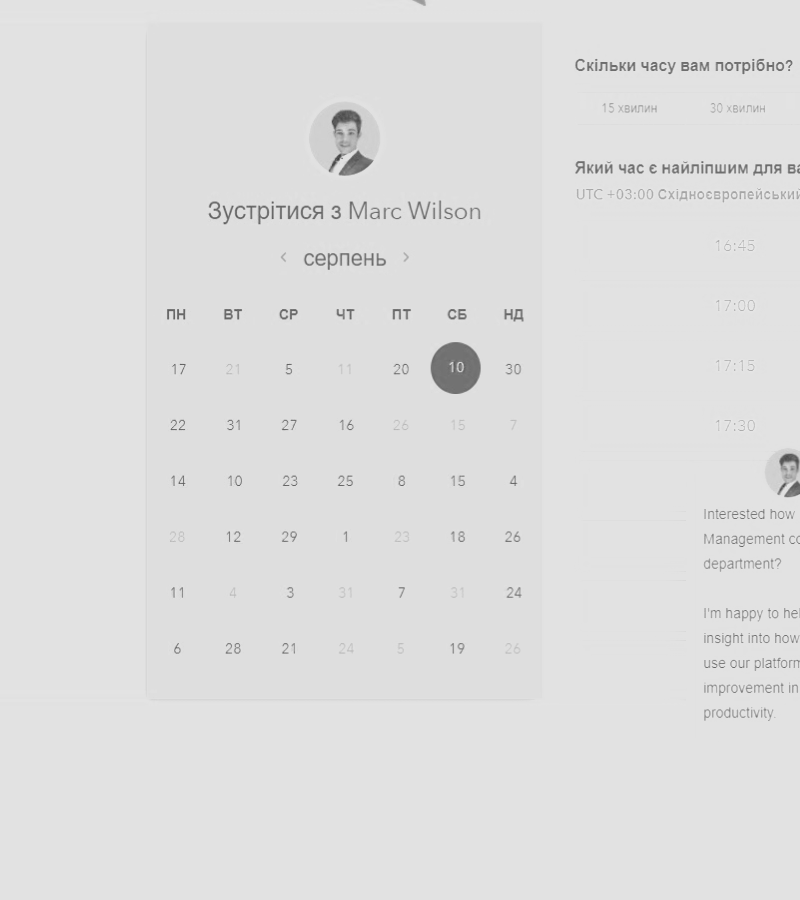 Зустрітися з Marc Wilson
серпень
ПН ВТ СР ЧТ ПТ СБ НД
17 21 5 11 20 10 30
22 31 27 16 26 15 7
14 10 23 25 8 15 4
28 12 29 1 23 18 26
11 4 3 31 7 31 24
6 28 21 24 5 19 26
Скільки часу вам потрібно?
15 хвилин 30 хвилин
Який час є найліпшим для
UTC +03:00 Східноєвропейський
16:45
17:00
17:15
17:30
Interested how
Management
department?
I'm happy to
insight into how
use our platform
improvement in
productivity.